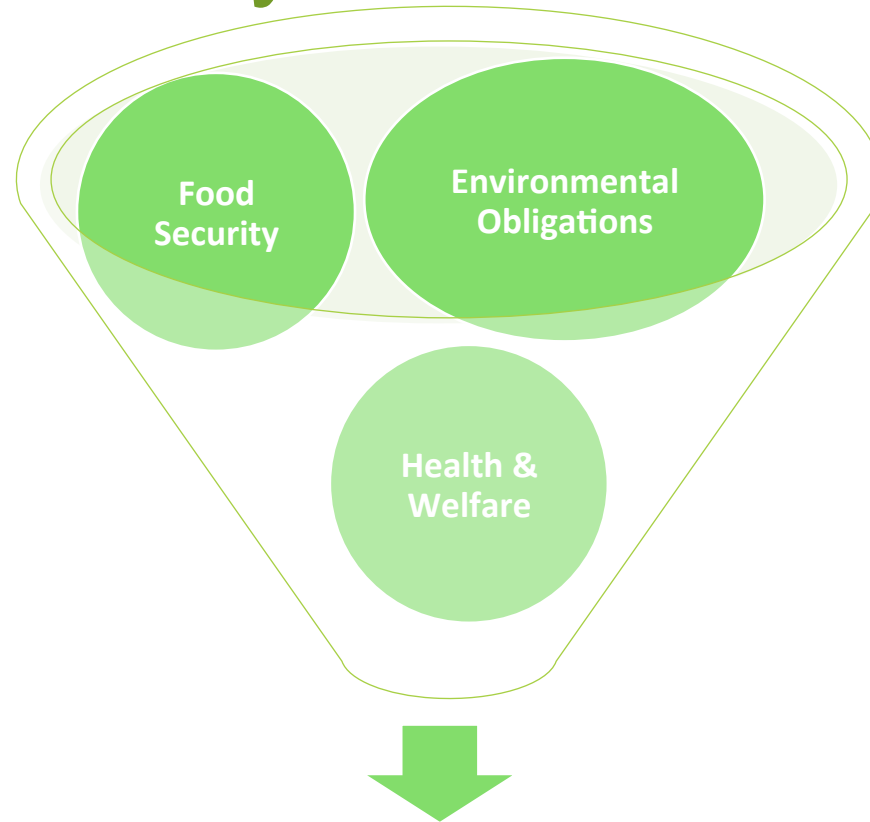 Food
Security
Environmental
Obligations
Health &
Welfare